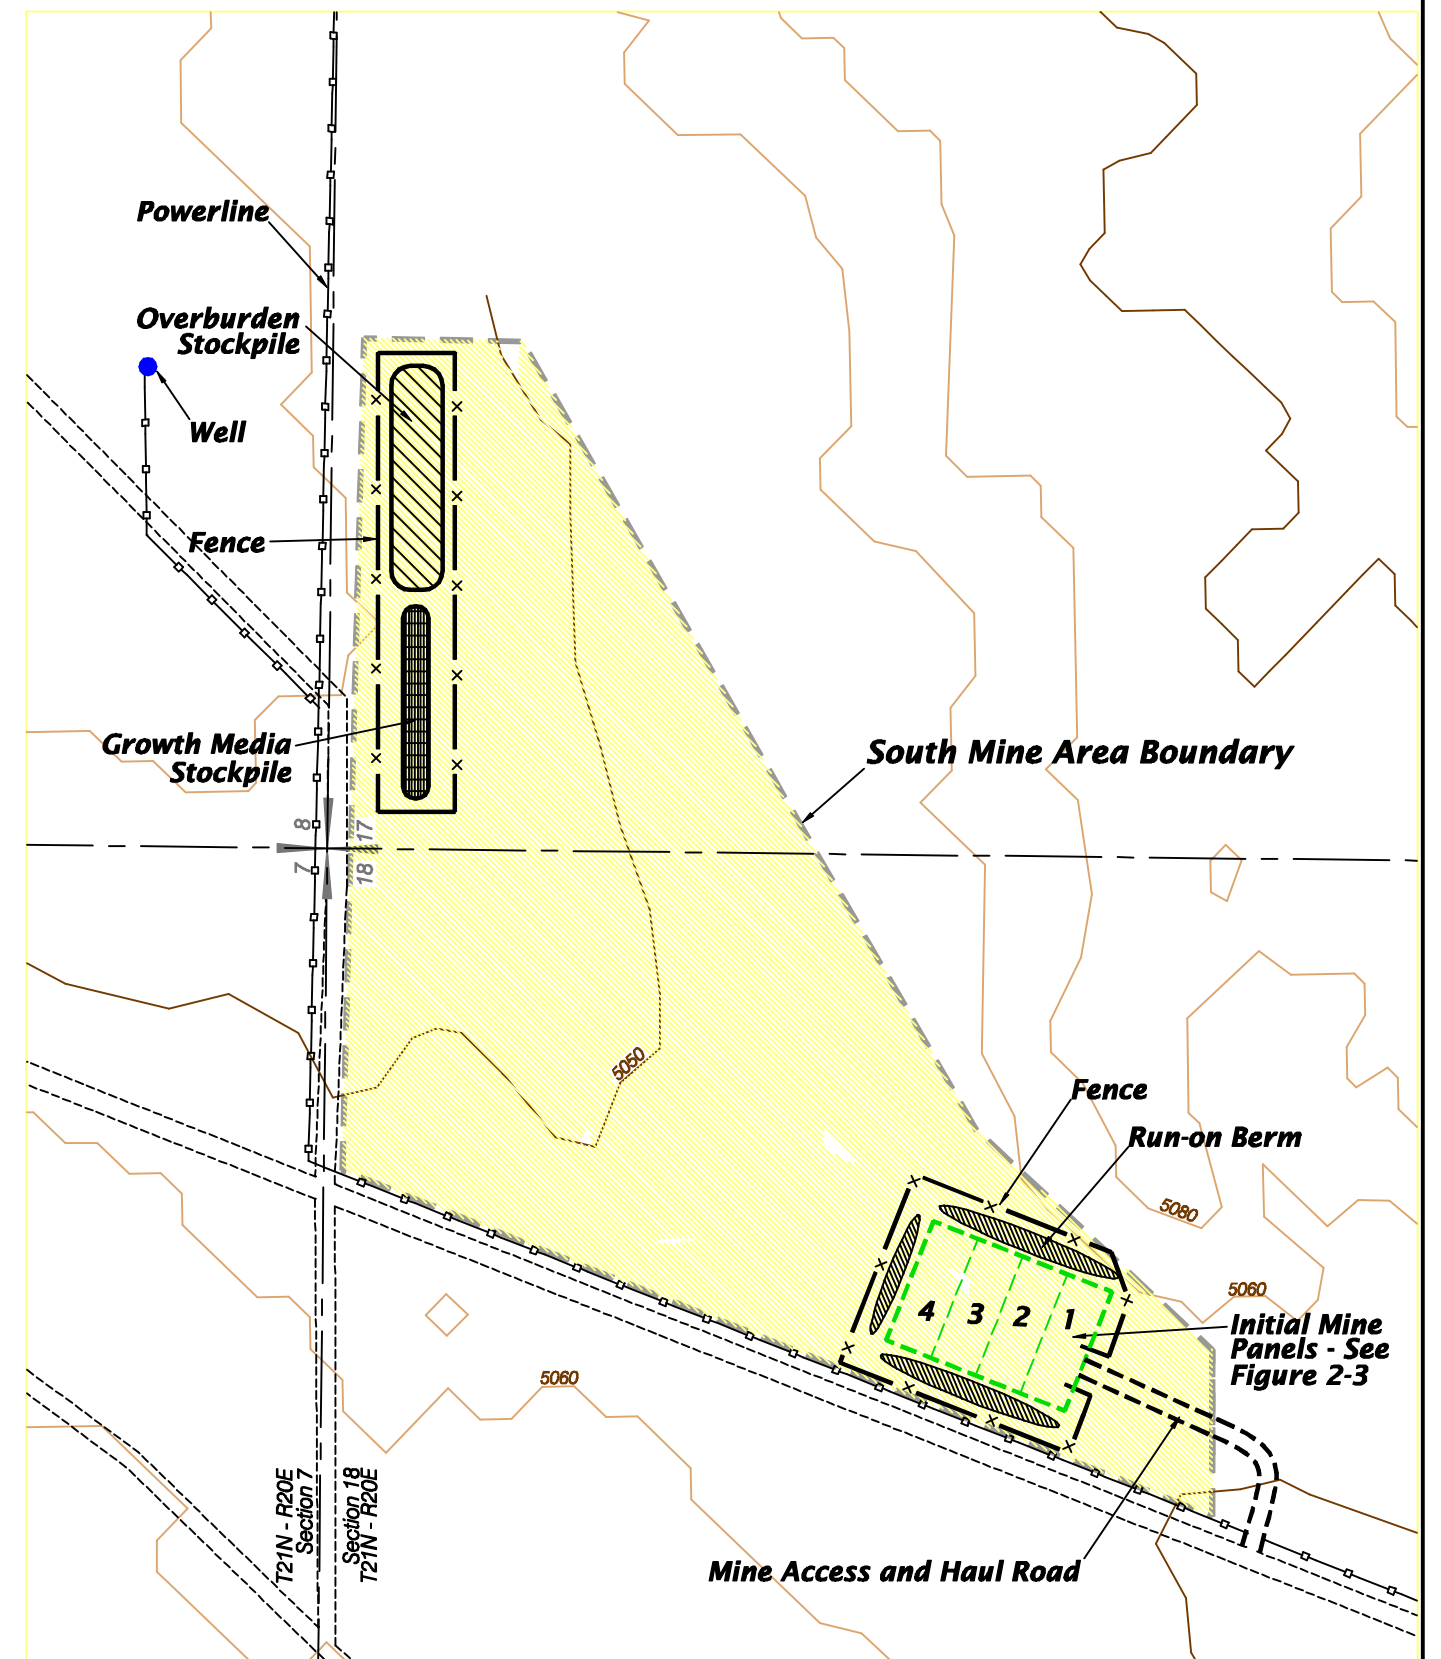 Powerline
Overburden
Stockpile
Well
Fence
Growth Media
Stockpile
South Mine Area Boundary
8
17
7
18
5050
Fence
Run-on Berm
5080
5060
4
3
2
1
Initial Mine
Panels - See
Figure 2-3
5060
T21N - R20E
Section 7
Section 18
T21N - R20E
Mine Access and Haul Road